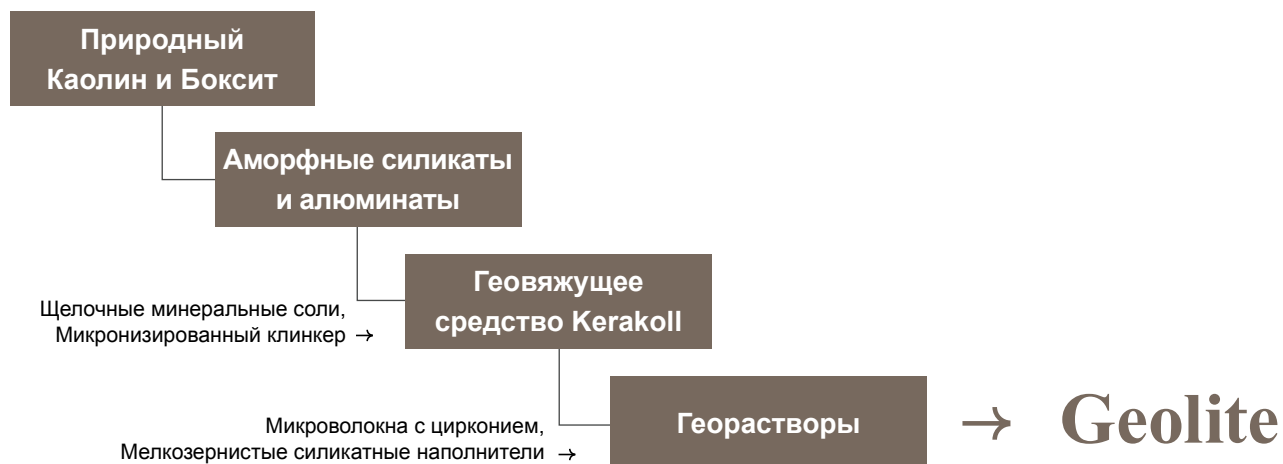 Природный
Каолин и Боксит
Аморфные силикаты
и алюминаты
Геовяжущее
средство Kerakoll
Щелочные минеральные соли,
Микронизированный клинкер →
Георастворы
→ Geolite
Микроволокна с цирконием,
Мелкозернистые силикатные наполнители →